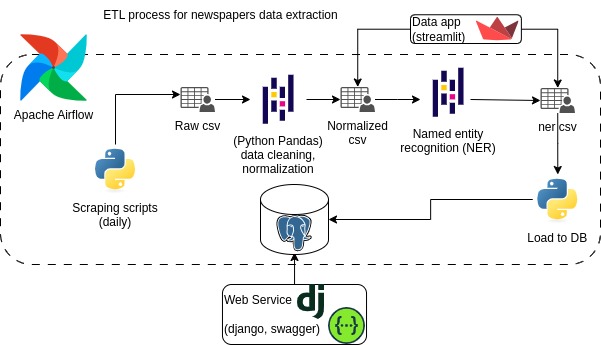 ETL process for newspapers data extraction
Data app
(streamlit)
Apache Airflow
Raw csv
(Python Pandas)
data cleaning,
normalization
Normalized
csv
Named entity
recognition (NER)
ner csv
Scraping scripts
(daily)
Load to DB
Web Service
dj
(django, swagger)
{...}